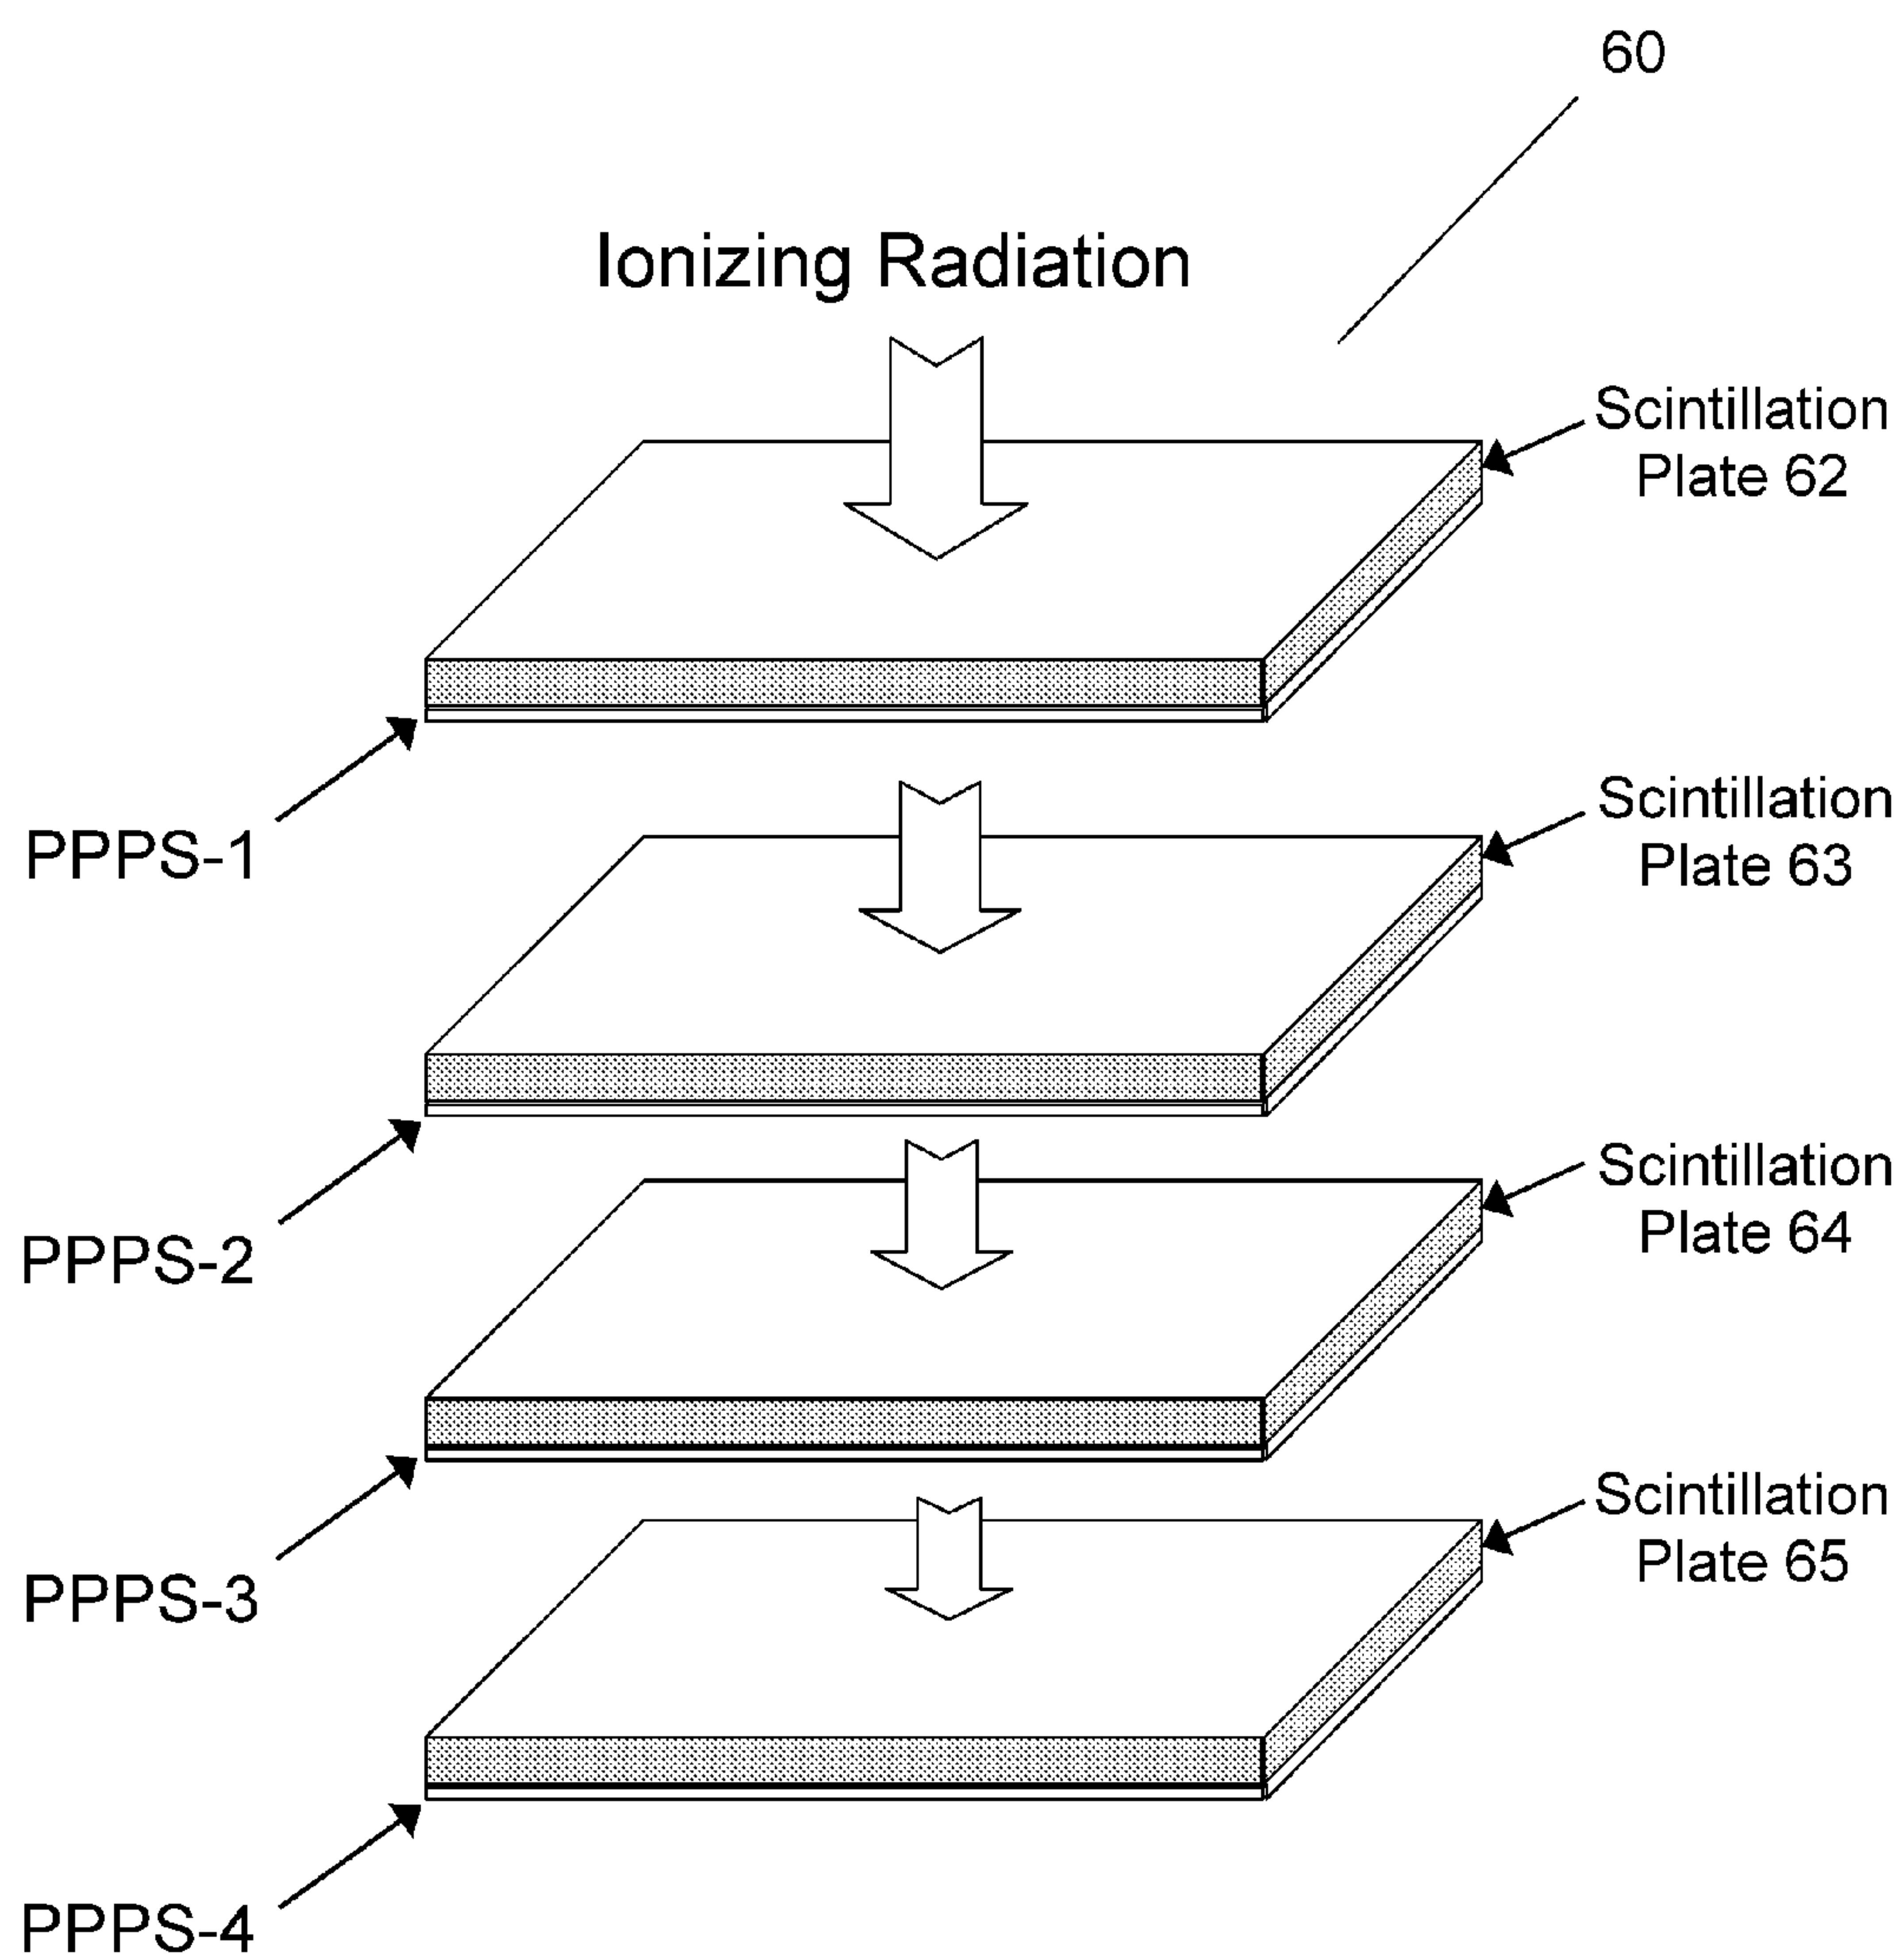 60
Ionizing Radiation
Scintillation
Plate 62
PPPS-1
Scintillation
Plate 63
PPPS-2
Scintillation
Plate 64
PPPS-3
Scintillation
Plate 65
PPPS-4